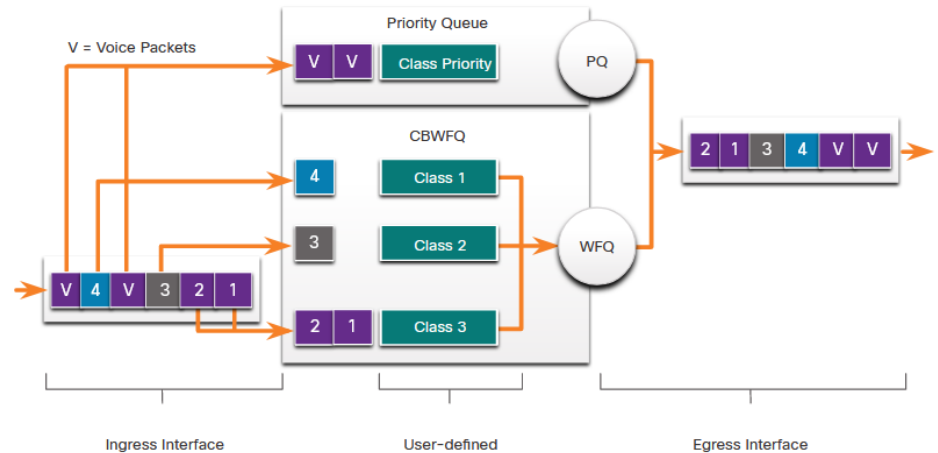 Priority Queue
V = Voice Packets
V V Class Priority
PQ
CBWFQ
2 1 3 4 V V
4 Class 1
3 Class 2
WFQ
V 4 V 3 2 1
2 1 Class 3
Ingress Interface
User-defined
Egress Interface